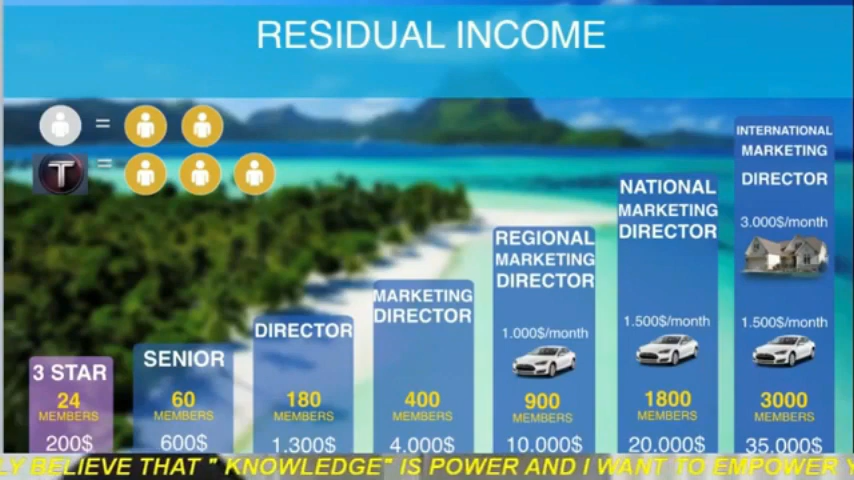 RESIDUAL INCOME
=
T =
3 STAR
24
MEMBERS
200$
SENIOR
60
MEMBERS
600$
DIRECTOR
180
MEMBERS
1.300$
MARKETING
DIRECTOR
400
MEMBERS
4.000$
REGIONAL
MARKETING
DIRECTOR
1.000$/month
900
MEMBERS
10.000$
NATIONAL
MARKETING
DIRECTOR
1.500$/month
1800
MEMBERS
20.000$
INTERNATIONAL
MARKETING
DIRECTOR
3.000$/month
1.500$/month
3000
MEMBERS
35.000$
LY BELIEVE THAT " KNOWLEDGE" IS POWER AND I WANT TO EMPOWER Y